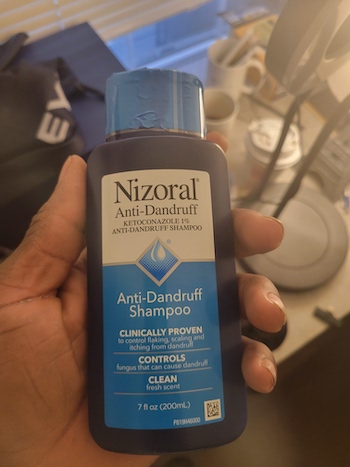 Nizoral®
Anti-Dandruff
KETOCONAZOLE 1%
ANTI-DANDRUFF SHAMPOO
Anti-Dandruff
Shampoo
CLINICALLY PROVEN
to control flaking, scaling and
itching from dandruff
CONTROLS
fungus that can cause dandruff
CLEAN
fresh scent
7 fl oz (200mL)